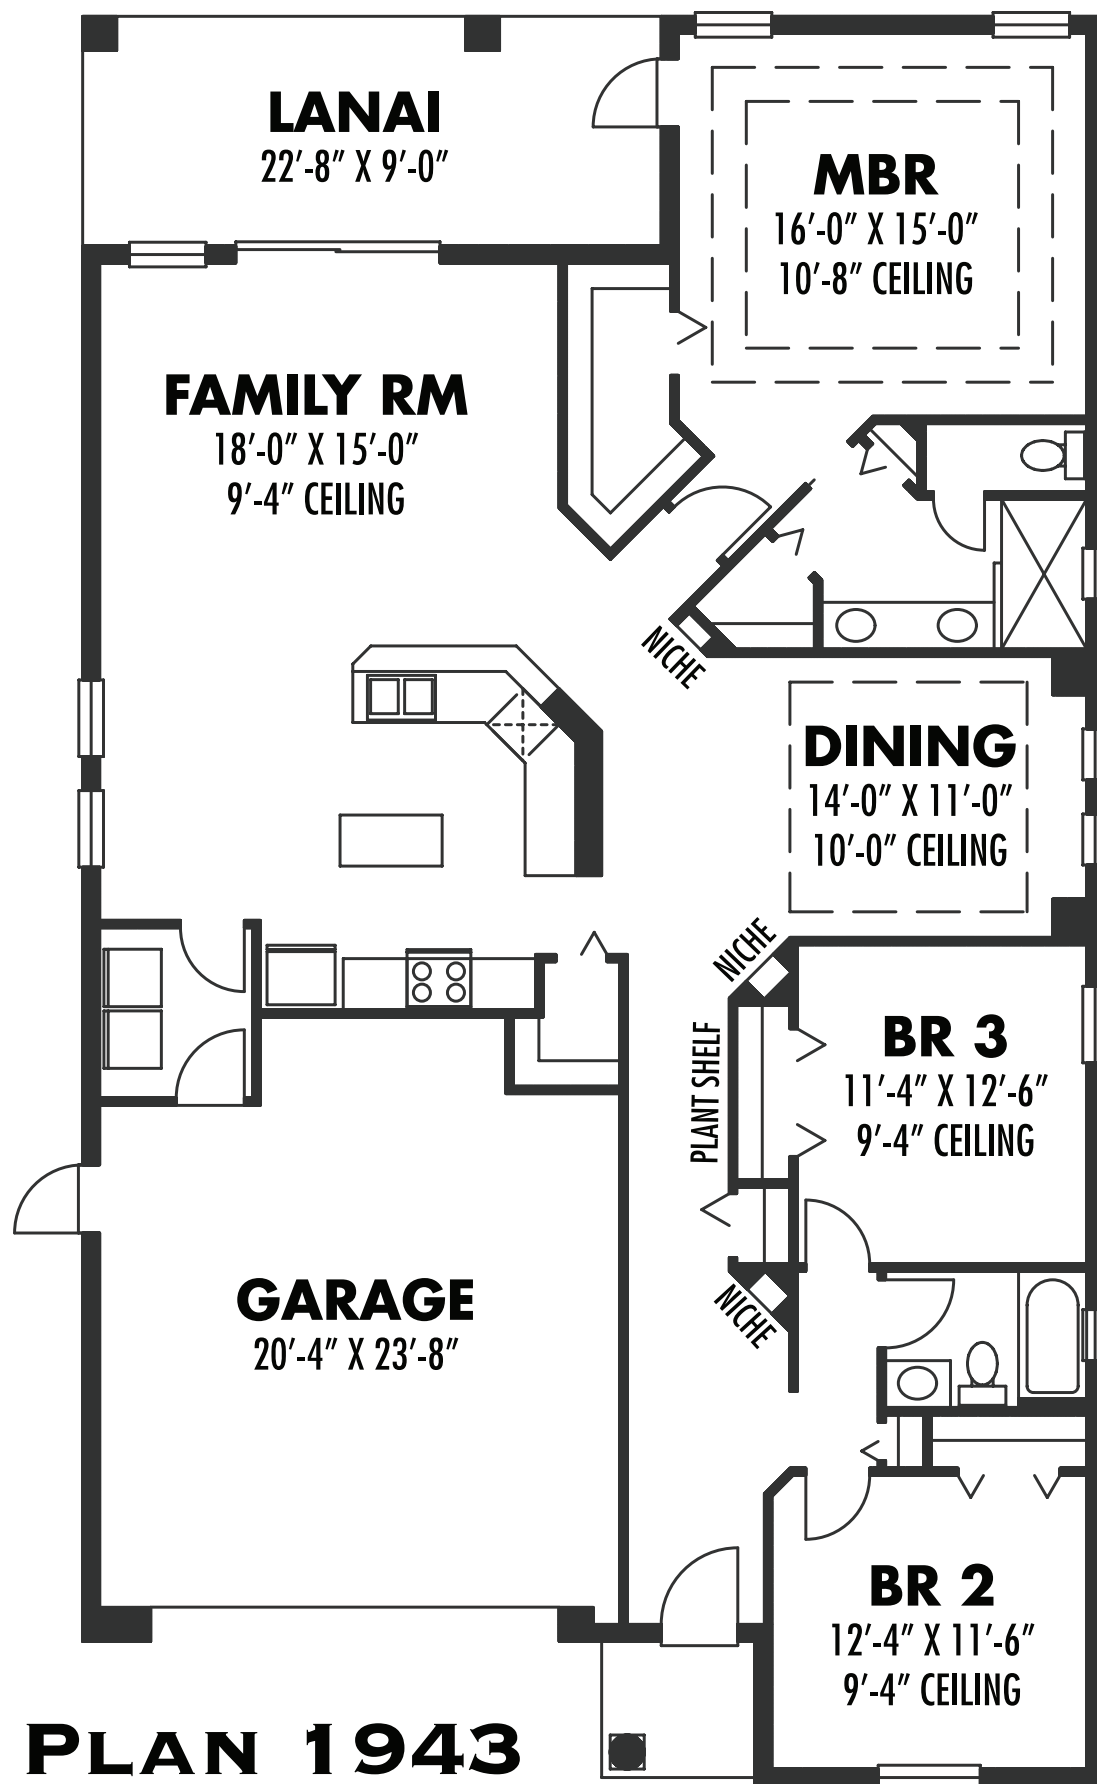 LANAI
22'-8" X 9'-0"
MBR
16'-0" X 15'-0"
10'-8" CEILING
FAMILY RM
18'-0" X 15'-0"
9'-4" CEILING
NICHE
DINING
14'-0" X 11'-0"
10'-0" CEILING
NICHE
PLANT SHELF
BR 3
11'-4" X 12'-6"
9'-4" CEILING
GARAGE
20'-4" X 23'-8"
NICHE
BR 2
12'-4" X 11'-6"
9'-4" CEILING
PLAN 1943